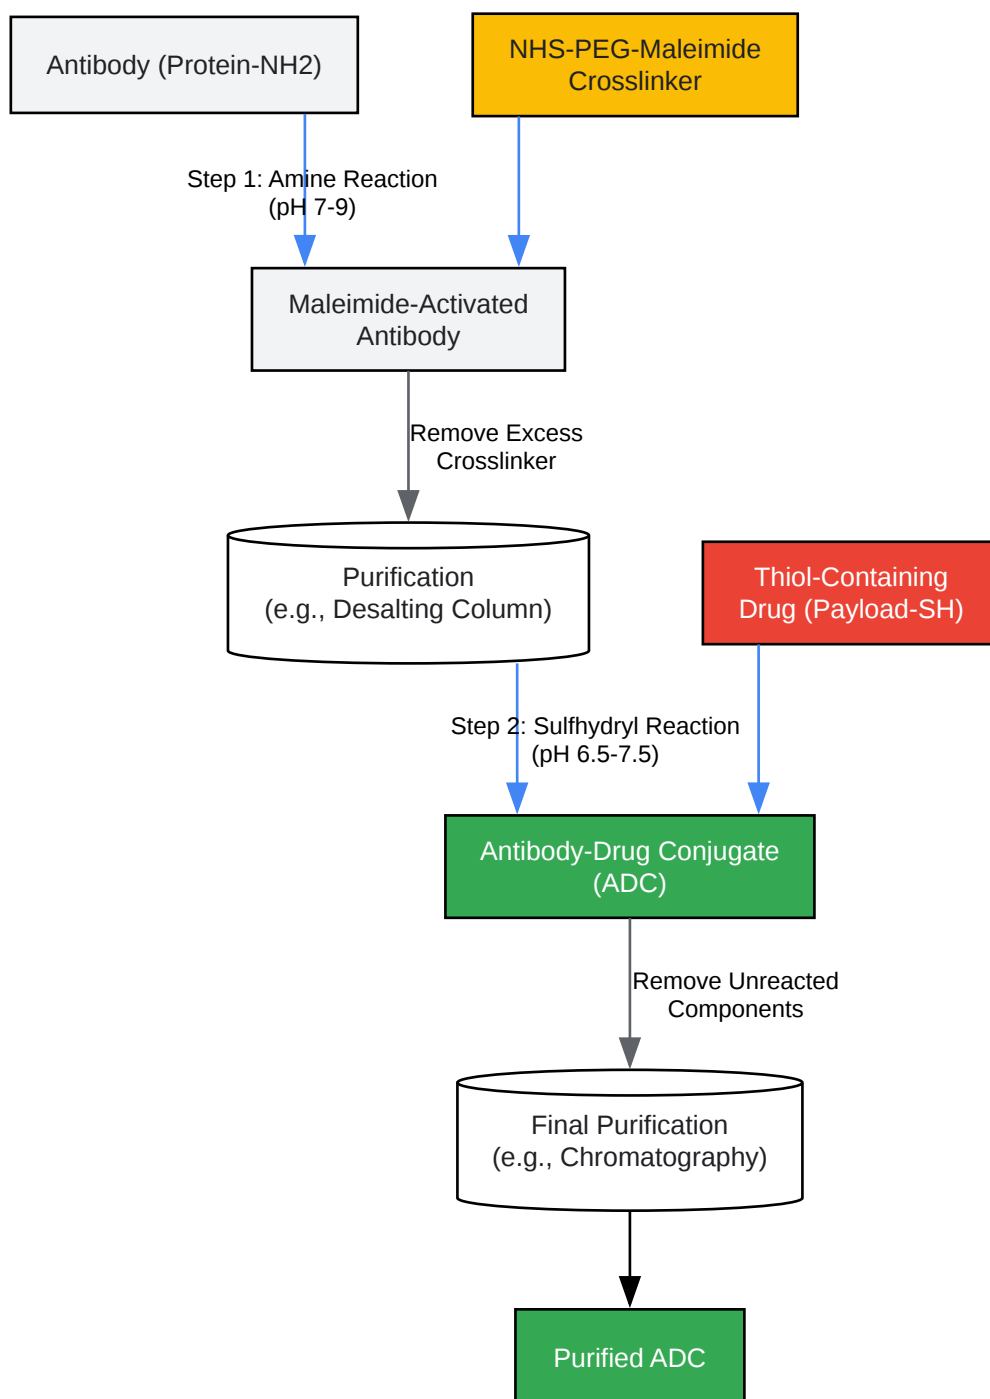 Antibody (Protein-NH2)
NHS-PEG-Maleimide
Crosslinker
Step 1: Amine Reaction
(pH 7-9)
Maleimide-Activated
Antibody
Remove Excess
Crosslinker
Purification
(e.g., Desalting Column)
Thiol-Containing
Drug (Payload-SH)
Step 2: Sulfhydryl Reaction
(pH 6.5-7.5)
Antibody-Drug Conjugate
(ADC)
Remove Unreacted
Components
Final Purification
(e.g., Chromatography)
Purified ADC